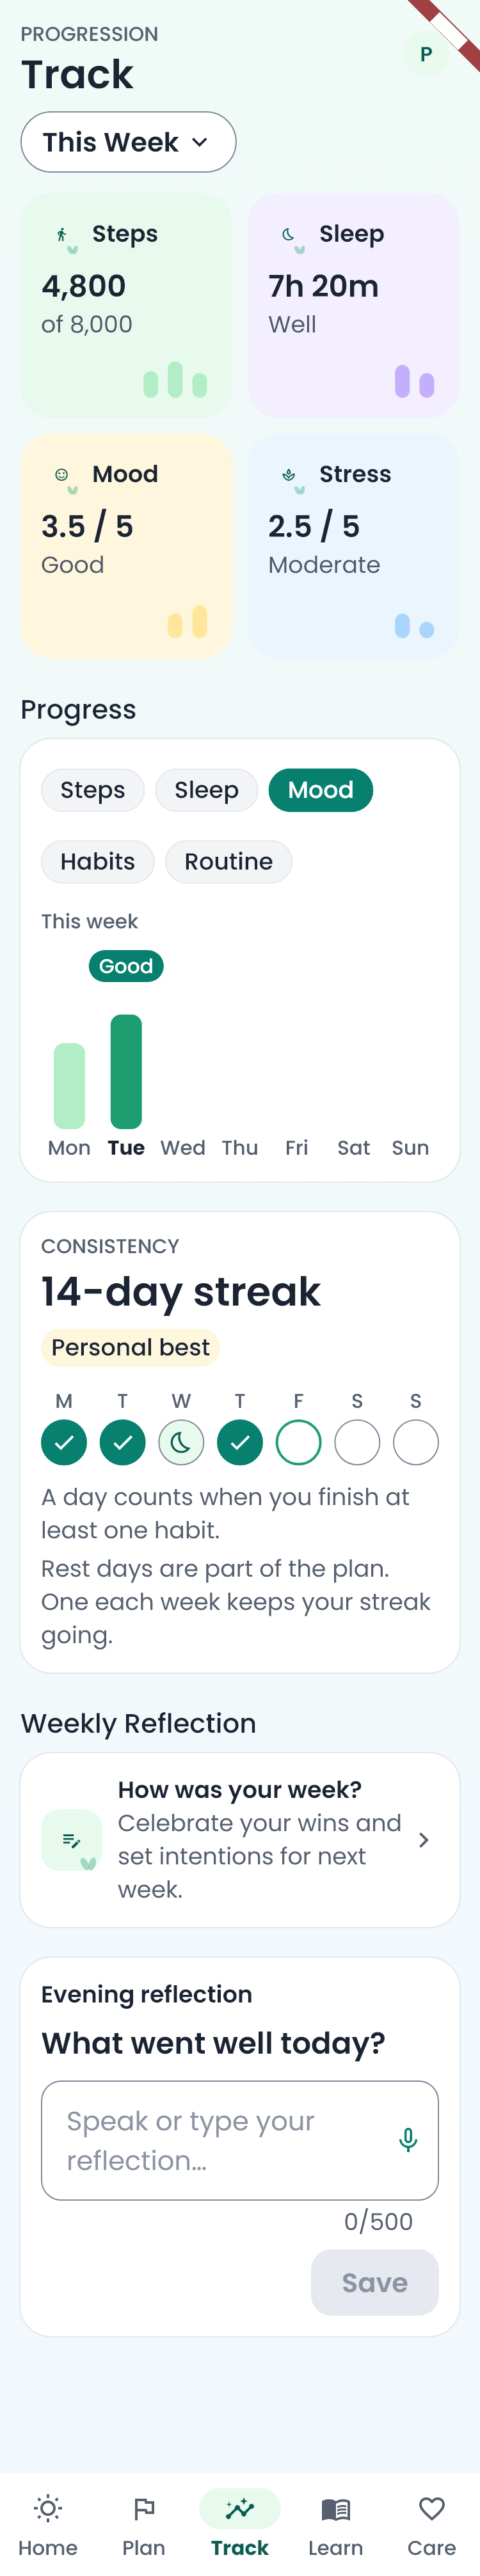 PROGRESSION
Track
P
This Week
Steps
4,800
of 8,000
Sleep
7h 20m
Well
Mood
3.5 / 5
Good
Stress
2.5 / 5
Moderate
Progress
Steps
Sleep
Mood
Habits
Routine
This week
Good
Mon Tue Wed Thu Fri Sat Sun
CONSISTENCY
14-day streak
Personal best
M T W T F S S
A day counts when you finish at
least one habit.
Rest days are part of the plan.
One each week keeps your streak
going.
Weekly Reflection
How was your week?
Celebrate your wins and
set intentions for next
week.
Evening reflection
What went well today?
Speak or type your
reflection...
0/500
Save
Home Plan Track Learn Care